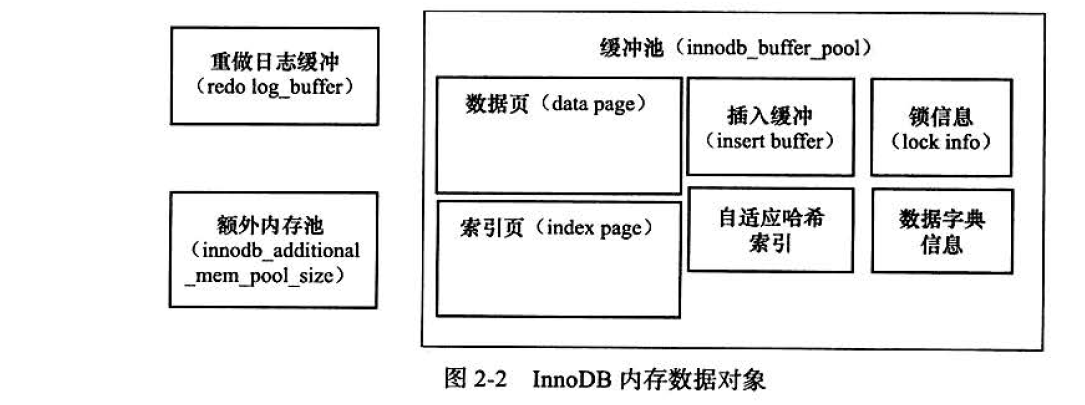 重做日志缓冲
（redo log_buffer）
额外内存池
（innodb_additional
_mem_pool_size）
缓冲池（innodb_buffer_pool）
数据页（data page）
插入缓冲
（insert buffer）
锁信息
（lock info）
索引页（index page）
自适应哈希
索引
数据字典
信息
图 2-2 InnoDB 内存数据对象